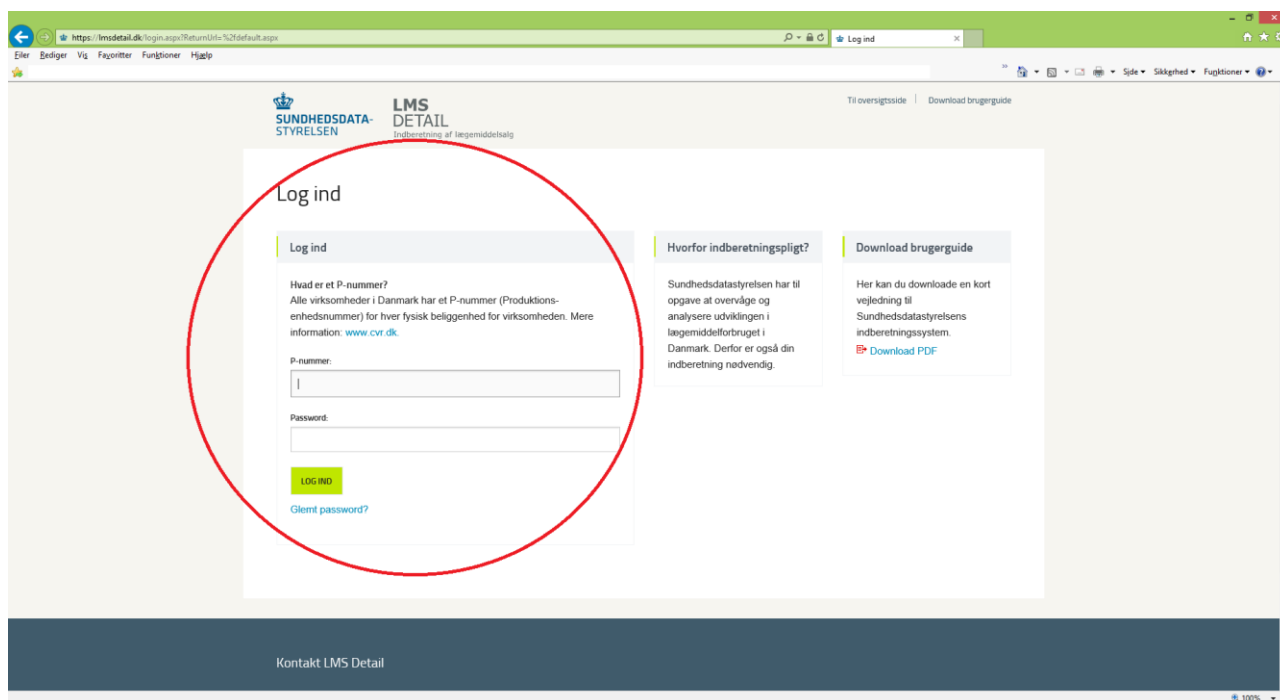 https://lmsdetail.dk/login.aspx?ReturnUrl=%2fdefault.aspx
Log ind
Filer Rediger Vis Favoritter Funktioner Hjælp
Side Sikkerhed Funktioner
SUNDHEDSDATA-
STYRELSEN
LMS
DETAIL
Indberetning af lægemiddelsalg
Til oversigtsside | Download brugerguide
Log ind
Log ind
Hvad er et P-nummer?
Alle virksomheder i Danmark har et P-nummer (Produktions-
enhedsnummer) for hver fysisk beliggenhed for virksomheden. Mere
information: www.cvr.dk.
P-nummer:
Password:
LOG IND
Glemt password?
Hvorfor indberetningspligt?
Sundhedsdatastyrelsen har til
opgave at overvåge og
analysere udviklingen i
lægemiddelforbruget i
Danmark. Derfor er også din
indberetning nødvendig.
Download brugerguide
Her kan du downloade en kort
vejledning til
Sundhedsdatastyrelsens
indberetningssystem.
Download PDF
Kontakt LMS Detail
100%